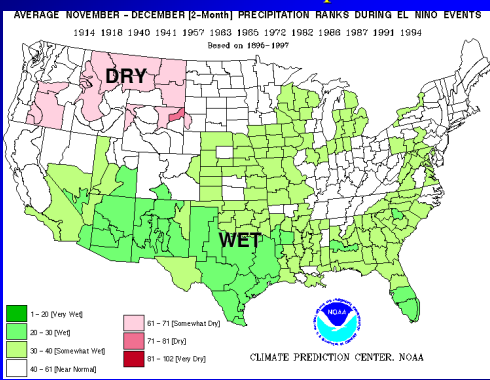 AVERAGE NOVEMBER - DECEMBER [2-Month] PRECIPITATION RANKS DURING EL NINO EVENTS
1914 1918 1940 1941 1957 1963 1965 1972 1982 1986 1987 1991 1994
Based on 1896-1997
DRY
WET
1 - 20 [Very Wet]
20 - 30 [Wet]
30 - 40 [Somewhat Wet]
40 - 61 [Near Normal]
61 - 71 [Somewhat Dry]
71 - 81 [Dry]
81 - 102 [Very Dry]
NOAA
CLIMATE PREDICTION CENTER, NOAA